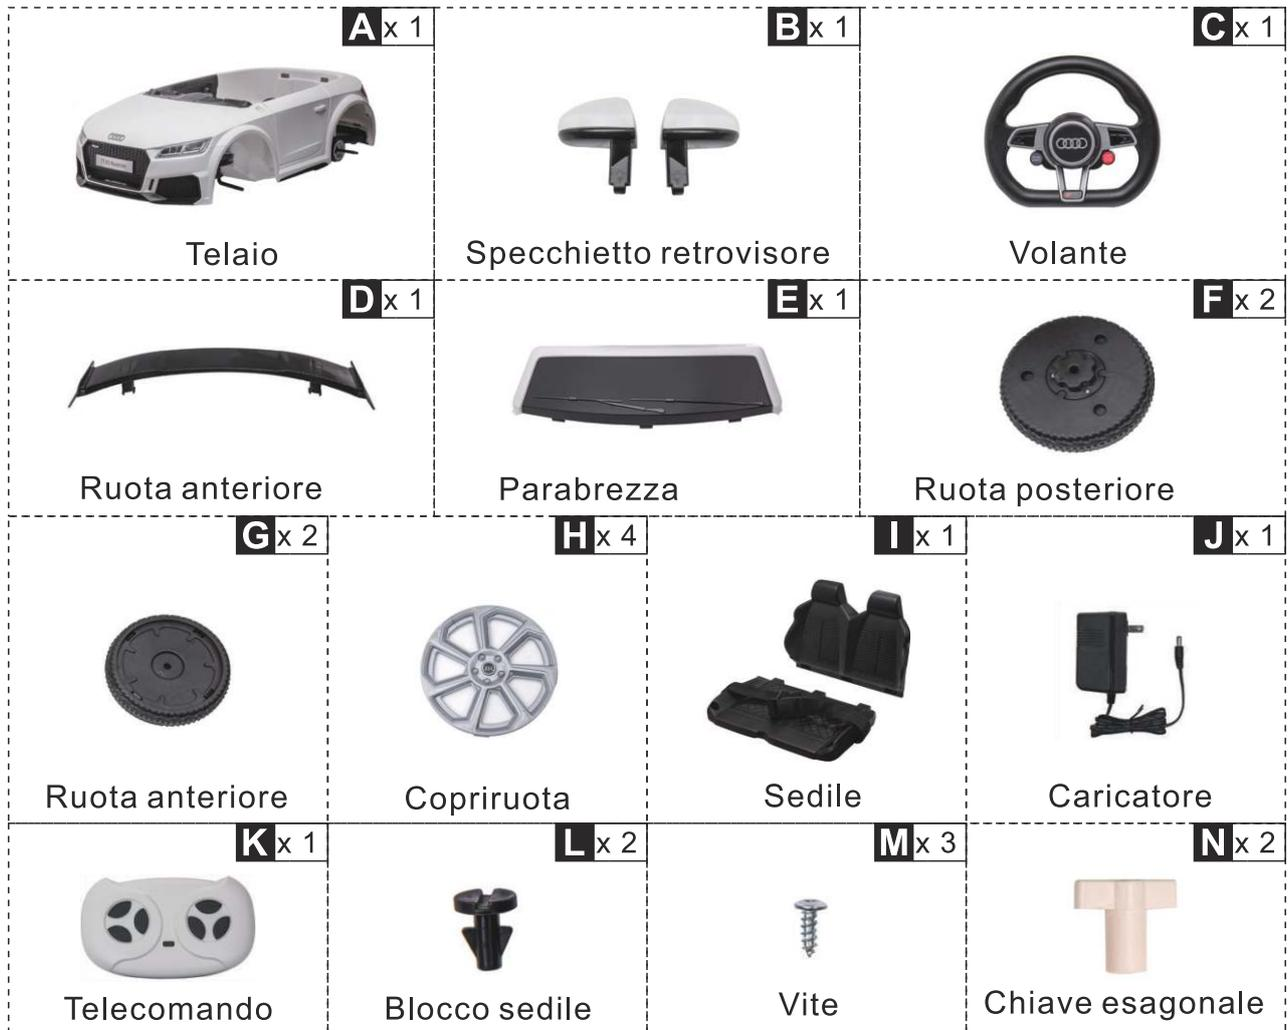 A x 1
Telaio
B x 1
Specchietto retrovisore
C x 1
Volante
D x 1
Ruota anteriore
E x 1
Parabrezza
F x 2
Ruota posteriore
G x 2
Ruota anteriore
H x 4
Copriruota
I x 1
Sedile
J x 1
Caricatore
K x 1
Telecomando
L x 2
Blocco sedile
M x 3
Vite
N x 2
Chiave esagonale